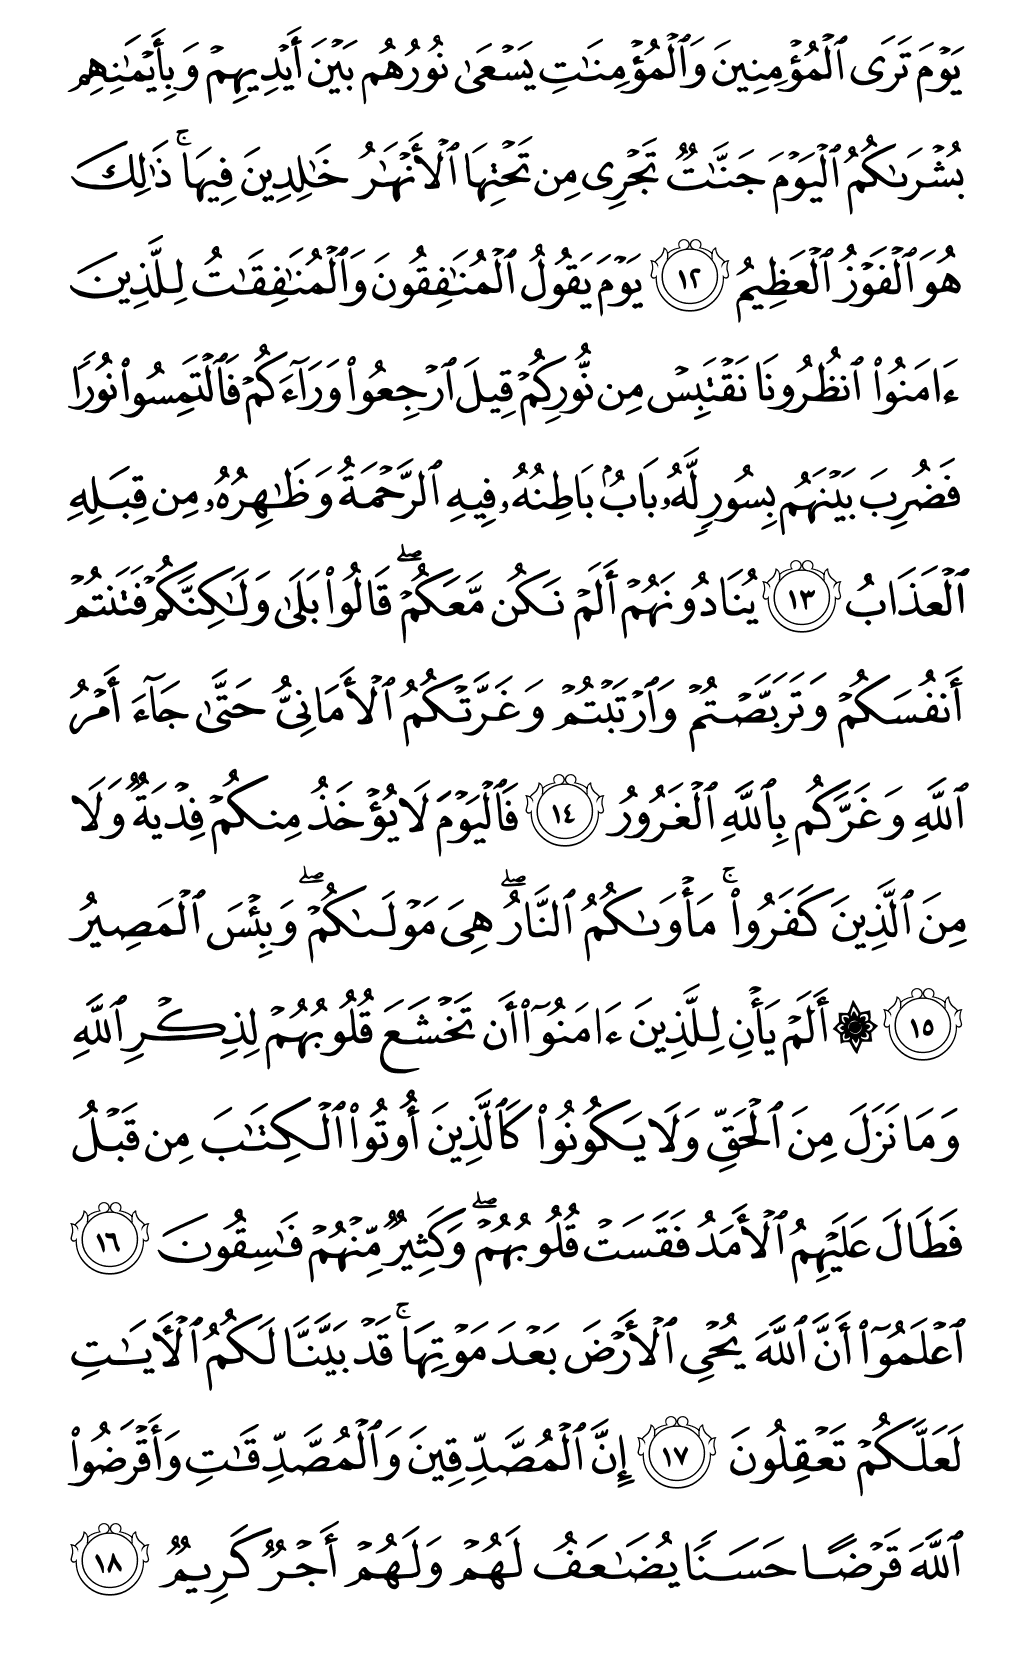 يَوْمَ تَرَى ٱلْمُؤْمِنِينَ وَٱلْمُؤْمِنَٰتِ يَسْعَىٰ نُورُهُم بَيْنَ أَيْدِيهِمْ وَبِأَيْمَٰنِهِم
بُشْرَىٰكُمُ ٱلْيَوْمَ جَنَّٰتٌ تَجْرِى مِن تَحْتِهَا ٱلْأَنْهَٰرُ خَٰلِدِينَ فِيهَا ۚ ذَٰلِكَ
هُوَ ٱلْفَوْزُ ٱلْعَظِيمُ ١٢ يَوْمَ يَقُولُ ٱلْمُنَٰفِقُونَ وَٱلْمُنَٰفِقَٰتُ لِلَّذِينَ
ءَامَنُوا۟ ٱنظُرُونَا نَقْتَبِسْ مِن نُّورِكُمْ قِيلَ ٱرْجِعُوا۟ وَرَآءَكُمْ فَٱلْتَمِسُوا۟ نُورًا
فَضُرِبَ بَيْنَهُم بِسُورٍ لَّهُۥ بَابٌۢ بَاطِنُهُۥ فِيهِ ٱلرَّحْمَةُ وَظَٰهِرُهُۥ مِن قِبَلِهِ
ٱلْعَذَابُ ١٣ يُنَادُونَهُمْ أَلَمْ نَكُن مَّعَكُمْ ۖ قَالُوا۟ بَلَىٰ وَلَٰكِنَّكُمْ فَتَنتُمْ
أَنفُسَكُمْ وَتَرَبَّصْتُمْ وَٱرْتَبْتُمْ وَغَرَّتْكُمُ ٱلْأَمَانِىُّ حَتَّىٰ جَآءَ أَمْرُ
ٱللَّهِ وَغَرَّكُم بِٱللَّهِ ٱلْغَرُورُ ١٤ فَٱلْيَوْمَ لَا يُؤْخَذُ مِنكُمْ فِدْيَةٌ وَلَا
مِنَ ٱلَّذِينَ كَفَرُوا۟ ۚ مَأْوَىٰكُمُ ٱلنَّارُ ۖ هِىَ مَوْلَىٰكُمْ ۖ وَبِئْسَ ٱلْمَصِيرُ
١٥ ۞ أَلَمْ يَأْنِ لِلَّذِينَ ءَامَنُوٓا۟ أَن تَخْشَعَ قُلُوبُهُمْ لِذِكْرِ ٱللَّهِ
وَمَا نَزَلَ مِنَ ٱلْحَقِّ وَلَا يَكُونُوا۟ كَٱلَّذِينَ أُوتُوا۟ ٱلْكِتَٰبَ مِن قَبْلُ
فَطَالَ عَلَيْهِمُ ٱلْأَمَدُ فَقَسَتْ قُلُوبُهُمْ ۖ وَكَثِيرٌ مِّنْهُمْ فَٰسِقُونَ ١٦
ٱعْلَمُوٓا۟ أَنَّ ٱللَّهَ يُحْىِ ٱلْأَرْضَ بَعْدَ مَوْتِهَا ۚ قَدْ بَيَّنَّا لَكُمُ ٱلْـَٔايَٰتِ
لَعَلَّكُمْ تَعْقِلُونَ ١٧ إِنَّ ٱلْمُصَّدِّقِينَ وَٱلْمُصَّدِّقَٰتِ وَأَقْرَضُوا۟
ٱللَّهَ قَرْضًا حَسَنًا يُضَٰعَفُ لَهُمْ وَلَهُمْ أَجْرٌ كَرِيمٌ ١٨